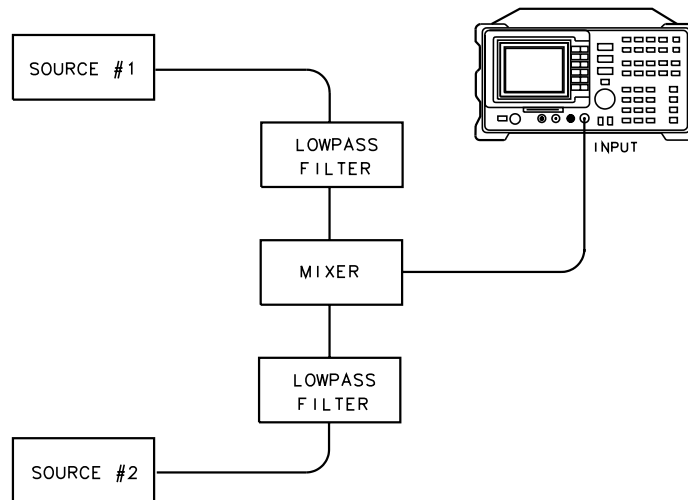 SOURCE #1
LOWPASS
FILTER
INPUT
MIXER
LOWPASS
FILTER
SOURCE #2